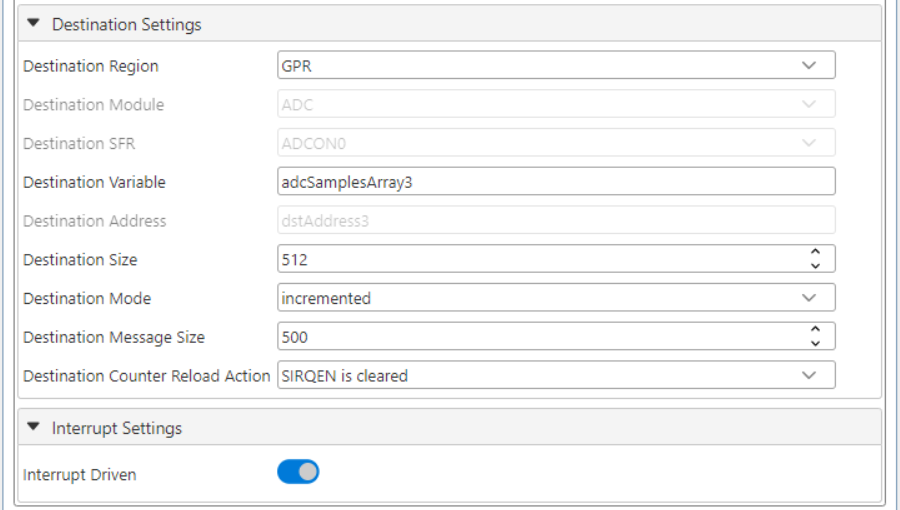 Destination Settings
Destination Region GPR
Destination Module ADC
Destination SFR ADCON0
Destination Variable adcSamplesArray3
Destination Address dstAddress3
Destination Size 512
Destination Mode incremented
Destination Message Size 500
Destination Counter Reload Action SIRQEN is cleared
Interrupt Settings
Interrupt Driven